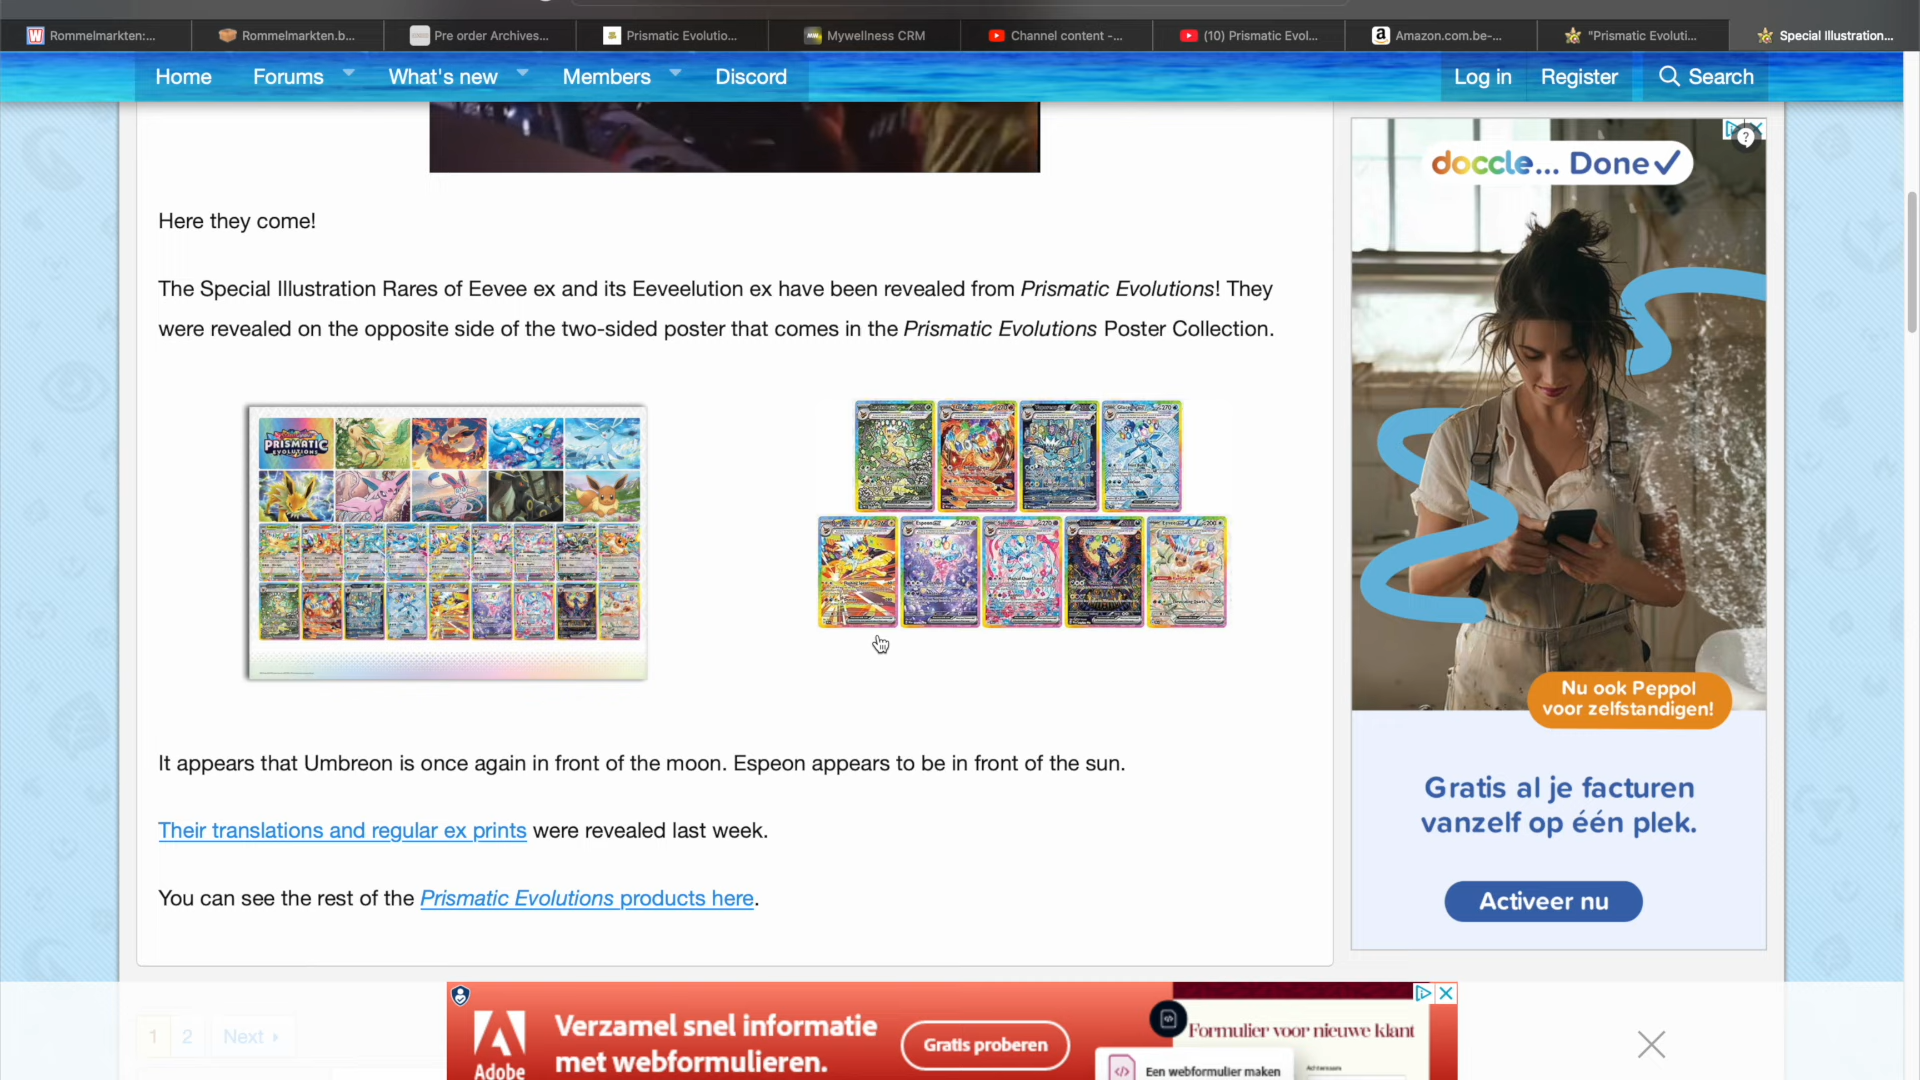 Rommelmarkten:...
Rommelmarkten.b...
Pre order Archives...
Prismatic Evolutio...
Mywellness CRM
Channel content -...
(10) Prismatic Evol...
Amazon.com.be-...
"Prismatic Evoluti...
Special Illustration...
Home
Forums
What's new
Members
Discord
Log in
Register
Search
Here they come!
The Special Illustration Rares of Eevee ex and its Eeveelution ex have been revealed from Prismatic Evolutions! They
were revealed on the opposite side of the two-sided poster that comes in the Prismatic Evolutions Poster Collection.
PRISMATIC
EVOLUTIONS
It appears that Umbreon is once again in front of the moon. Espeon appears to be in front of the sun.
Their translations and regular ex prints were revealed last week.
You can see the rest of the Prismatic Evolutions products here.
1
2
Next
doccle... Done
Nu ook Peppol
voor zelfstandigen!
Gratis al je facturen
vanzelf op één plek.
Activeer nu
Adobe
Verzamel snel informatie
met webformulieren.
Gratis proberen
Formulier voor nieuwe klant
Een webformulier maken